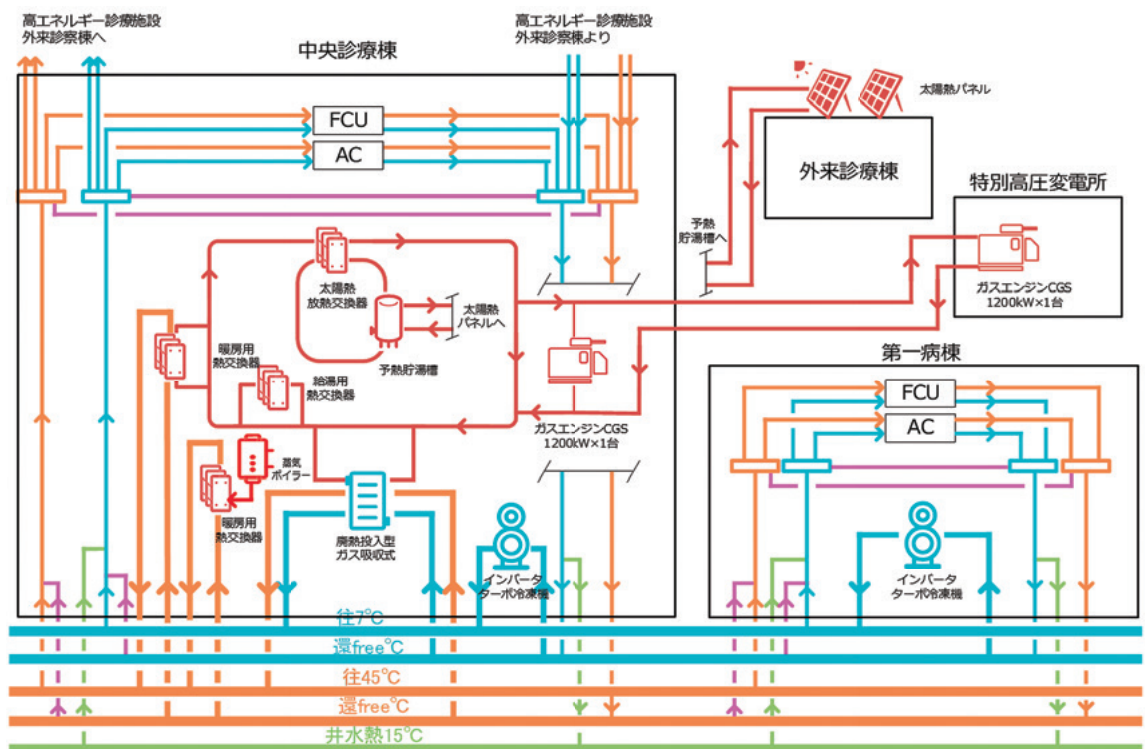 高エネルギー診療施設
外来診察棟へ
中央診療棟
高エネルギー診療施設
外来診察棟より
FCU
AC
太陽熱パネル
外来診療棟
特別高圧変電所
予熱
貯湯槽へ
ガスエンジンCGS
1200kW×1台
太陽熱
放熱交換器
太陽熱
パネルへ
予熱貯湯槽
暖房用
熱交換器
給湯用
熱交換器
ガスエンジンCGS
1200kW×1台
蒸気
ボイラー
暖房用
熱交換器
廃熱投入型
ガス吸収式
インバータ
ターボ冷凍機
第一病棟
FCU
AC
インバータ
ターボ冷凍機
往7℃
還free℃
往45℃
還free℃
井水熱15℃